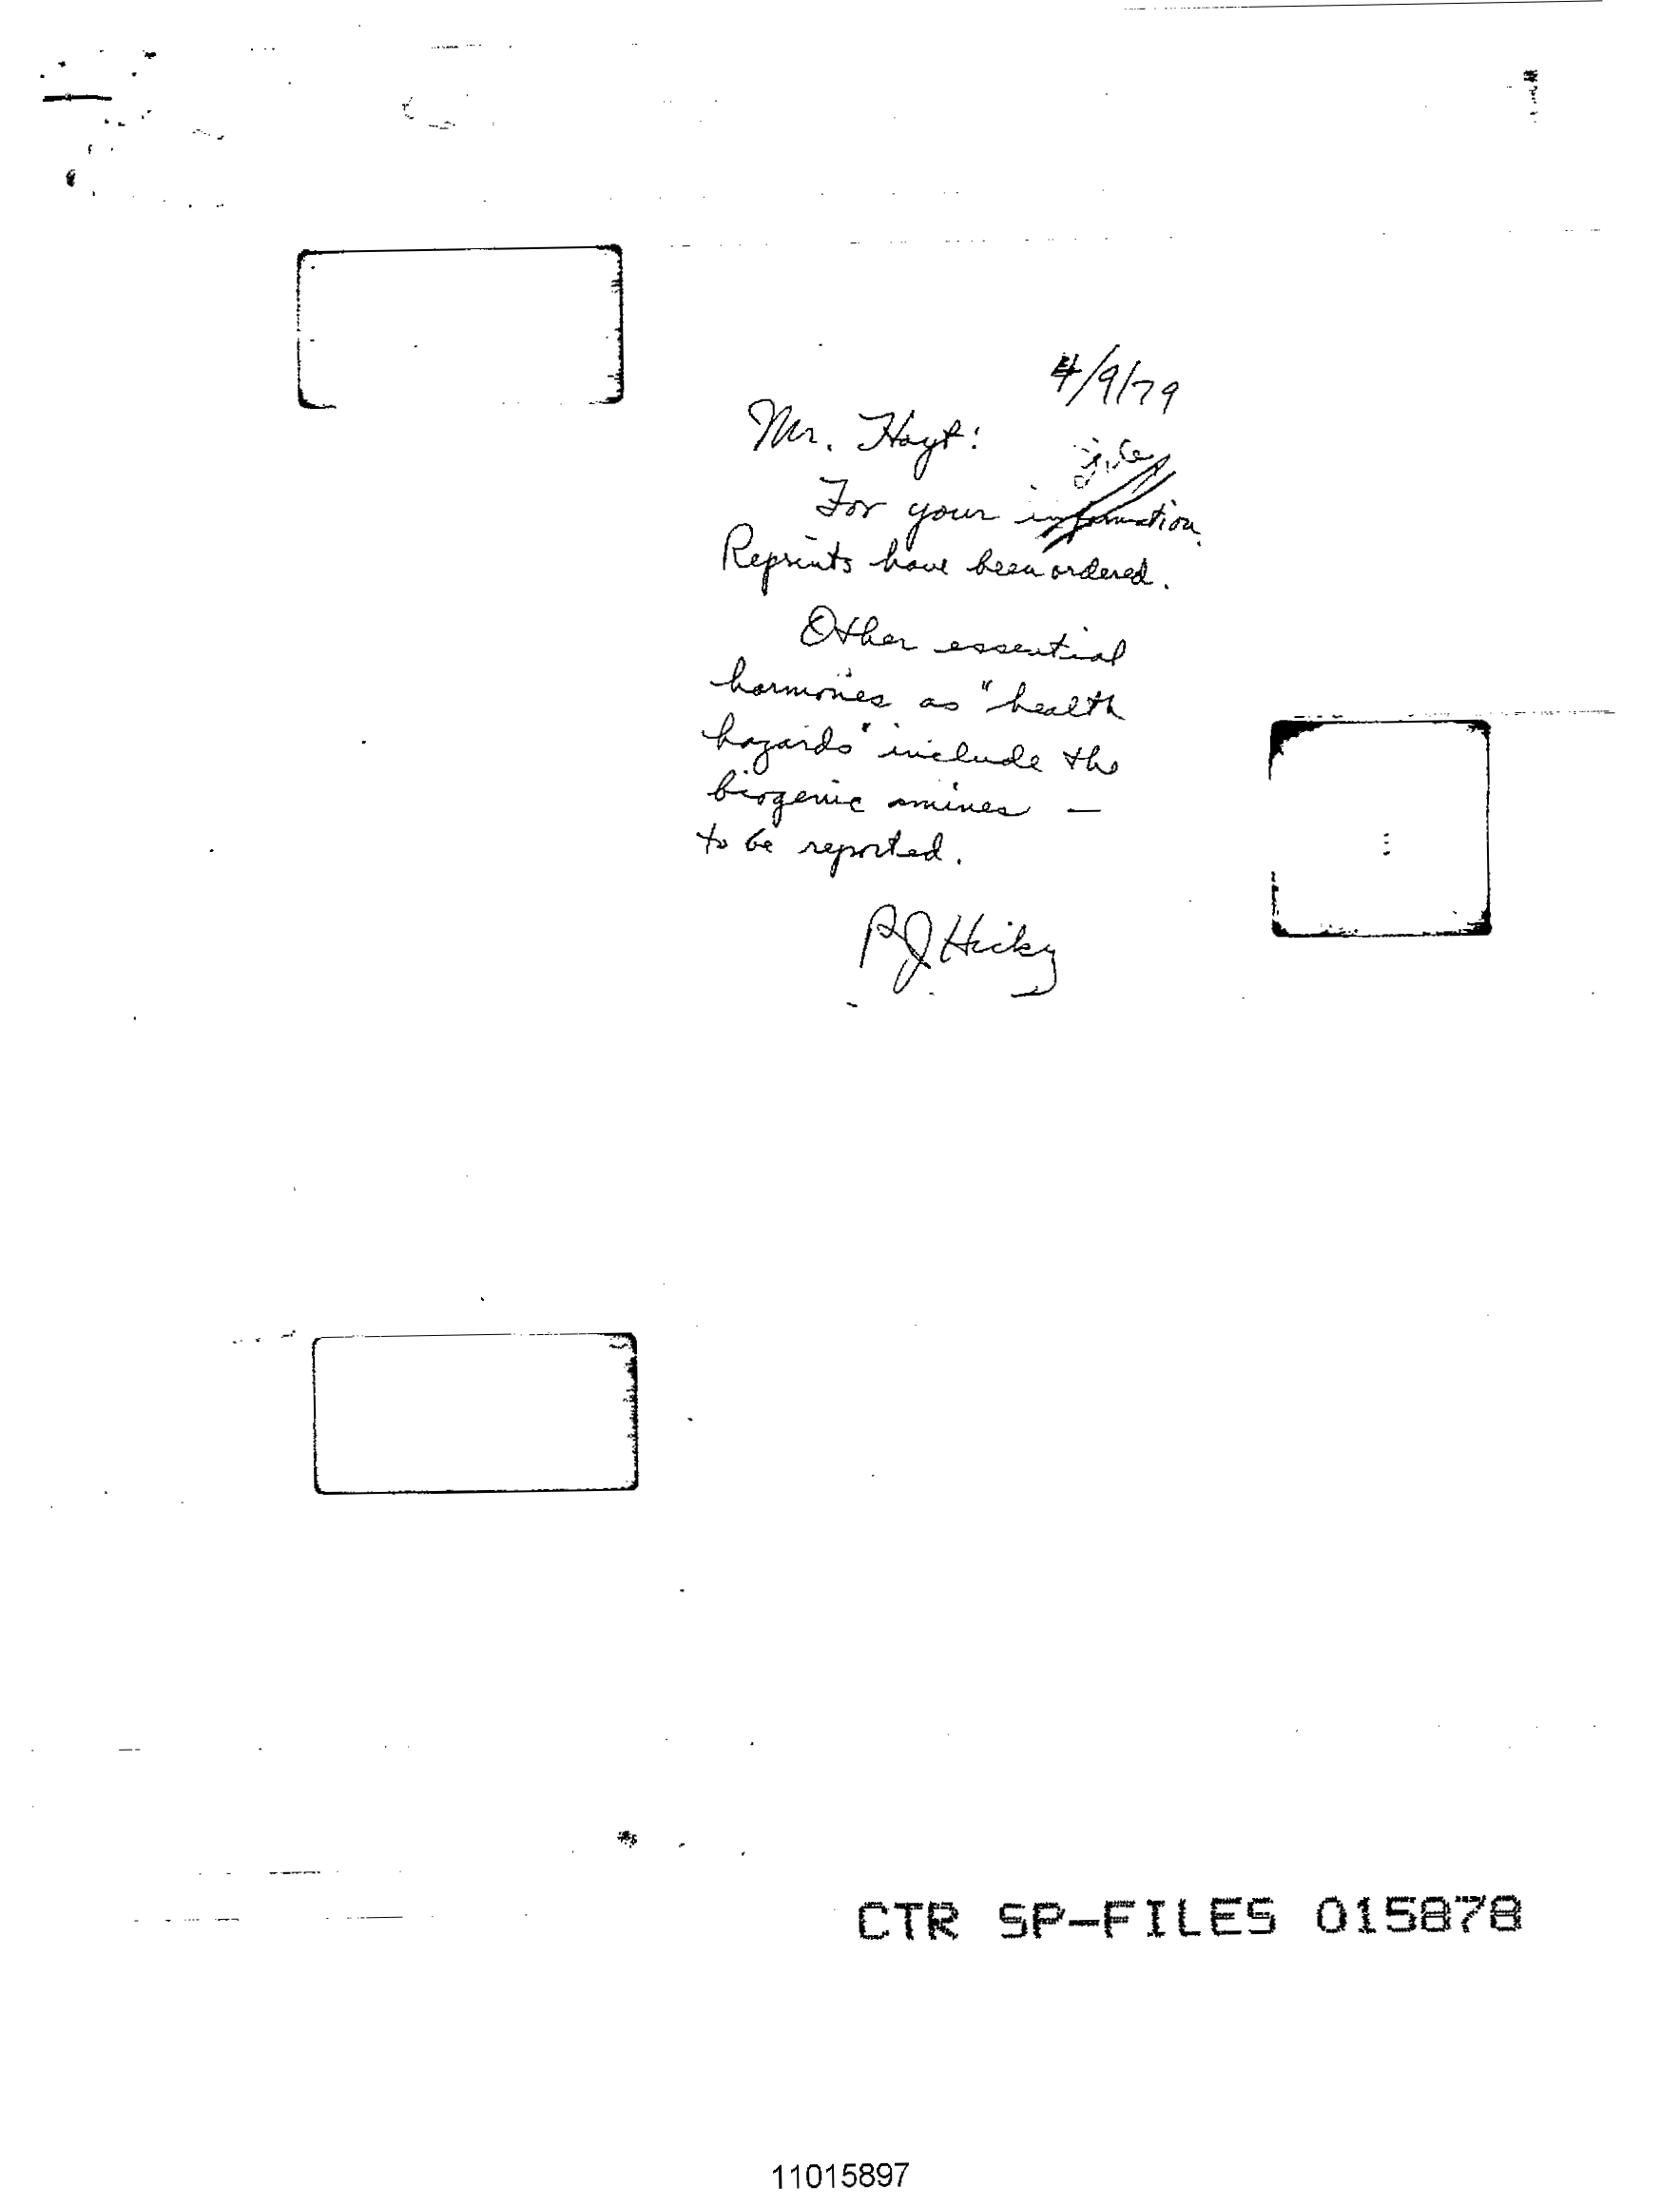 4/9/79
Mr. Hoyt:
For your information.
Reprints have been ordered.
Other essential
hormones as "health
hazards" include the
biogenic amines —
to be reported.
RJ Hickey
CTR SP-FILES 015878
11015897